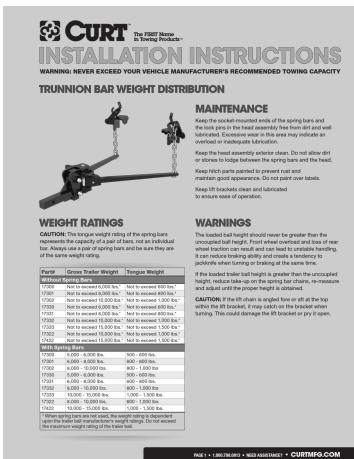 CURT
The FIRST Name
in Towing Products
INSTALLATION INSTRUCTIONS
WARNING: NEVER EXCEED YOUR VEHICLE MANUFACTURER'S RECOMMENDED TOWING CAPACITY
TRUNNION BAR WEIGHT DISTRIBUTION
MAINTENANCE
Keep the socket-mounted ends of the spring bars and
the lock pins in the head assembly free from dirt and well
lubricated. Excessive wear in this area may indicate an
overload or inadequate lubrication.
Keep the head assembly exterior clean. Do not allow dirt
or stones to lodge between the spring bars and the head.
Keep hitch parts painted to prevent rust and
maintain good appearance. Do not paint over labels.
Keep lift brackets clean and lubricated
to ensure ease of operation.
WEIGHT RATINGS
CAUTION: The tongue weight rating of the spring bars
represents the capacity of a pair of bars, not an individual
bar. Always use a pair of spring bars and be sure they are
of the same weight rating.
Part# Gross Trailer Weight Tongue Weight
Without Spring Bars
17300 Not to exceed 6,000 lbs.* Not to exceed 600 lbs.*
17301 Not to exceed 8,000 lbs.* Not to exceed 800 lbs.*
17302 Not to exceed 10,000 lbs.* Not to exceed 1,000 lbs.*
17330 Not to exceed 6,000 lbs.* Not to exceed 600 lbs.*
17331 Not to exceed 8,000 lbs.* Not to exceed 800 lbs.*
17332 Not to exceed 10,000 lbs.* Not to exceed 1,000 lbs.*
17333 Not to exceed 15,000 lbs.* Not to exceed 1,500 lbs.*
17322 Not to exceed 10,000 lbs.* Not to exceed 1,000 lbs.*
17422 Not to exceed 15,000 lbs.* Not to exceed 1,500 lbs.*
With Spring Bars
17300 5,000 - 6,000 lbs. 500 - 600 lbs.
17301 6,000 - 8,000 lbs. 600 - 800 lbs.
17302 8,000 - 10,000 lbs. 800 - 1,000 lbs
17330 5,000 - 6,000 lbs. 500 - 600 lbs.
17331 6,000 - 8,000 lbs. 600 - 800 lbs.
17332 8,000 - 10,000 lbs. 800 - 1,000 lbs.
17333 10,000 - 15,000 lbs. 1,000 - 1,500 lbs.
17322 8,000 - 10,000 lbs. 800 - 1,000 lbs
17422 10,000 - 15,000 lbs. 1,000 - 1,500 lbs.
* When spring bars are not used, the weight rating is dependent
upon the trailer ball manufacturer's weight ratings. Do not exceed
the maximum weight rating of the trailer ball.
WARNINGS
The loaded ball height should never be greater than the
uncoupled ball height. Front wheel overload and loss of rear
wheel traction can result and can lead to unstable handling.
It can reduce braking ability and create a tendency to
jackknife when turning or braking at the same time.
If the loaded trailer ball height is greater than the uncoupled
height, reduce take-up on the spring bar chains, re-measure
and adjust until the proper height is obtained.
CAUTION: If the lift chain is angled fore or aft at the top
within the lift bracket, it may catch on the bracket when
turning. This could damage the lift bracket or pry it open.
PAGE 1 • 1.800.798.0813 • NEED ASSISTANCE? • CURTMFG.COM